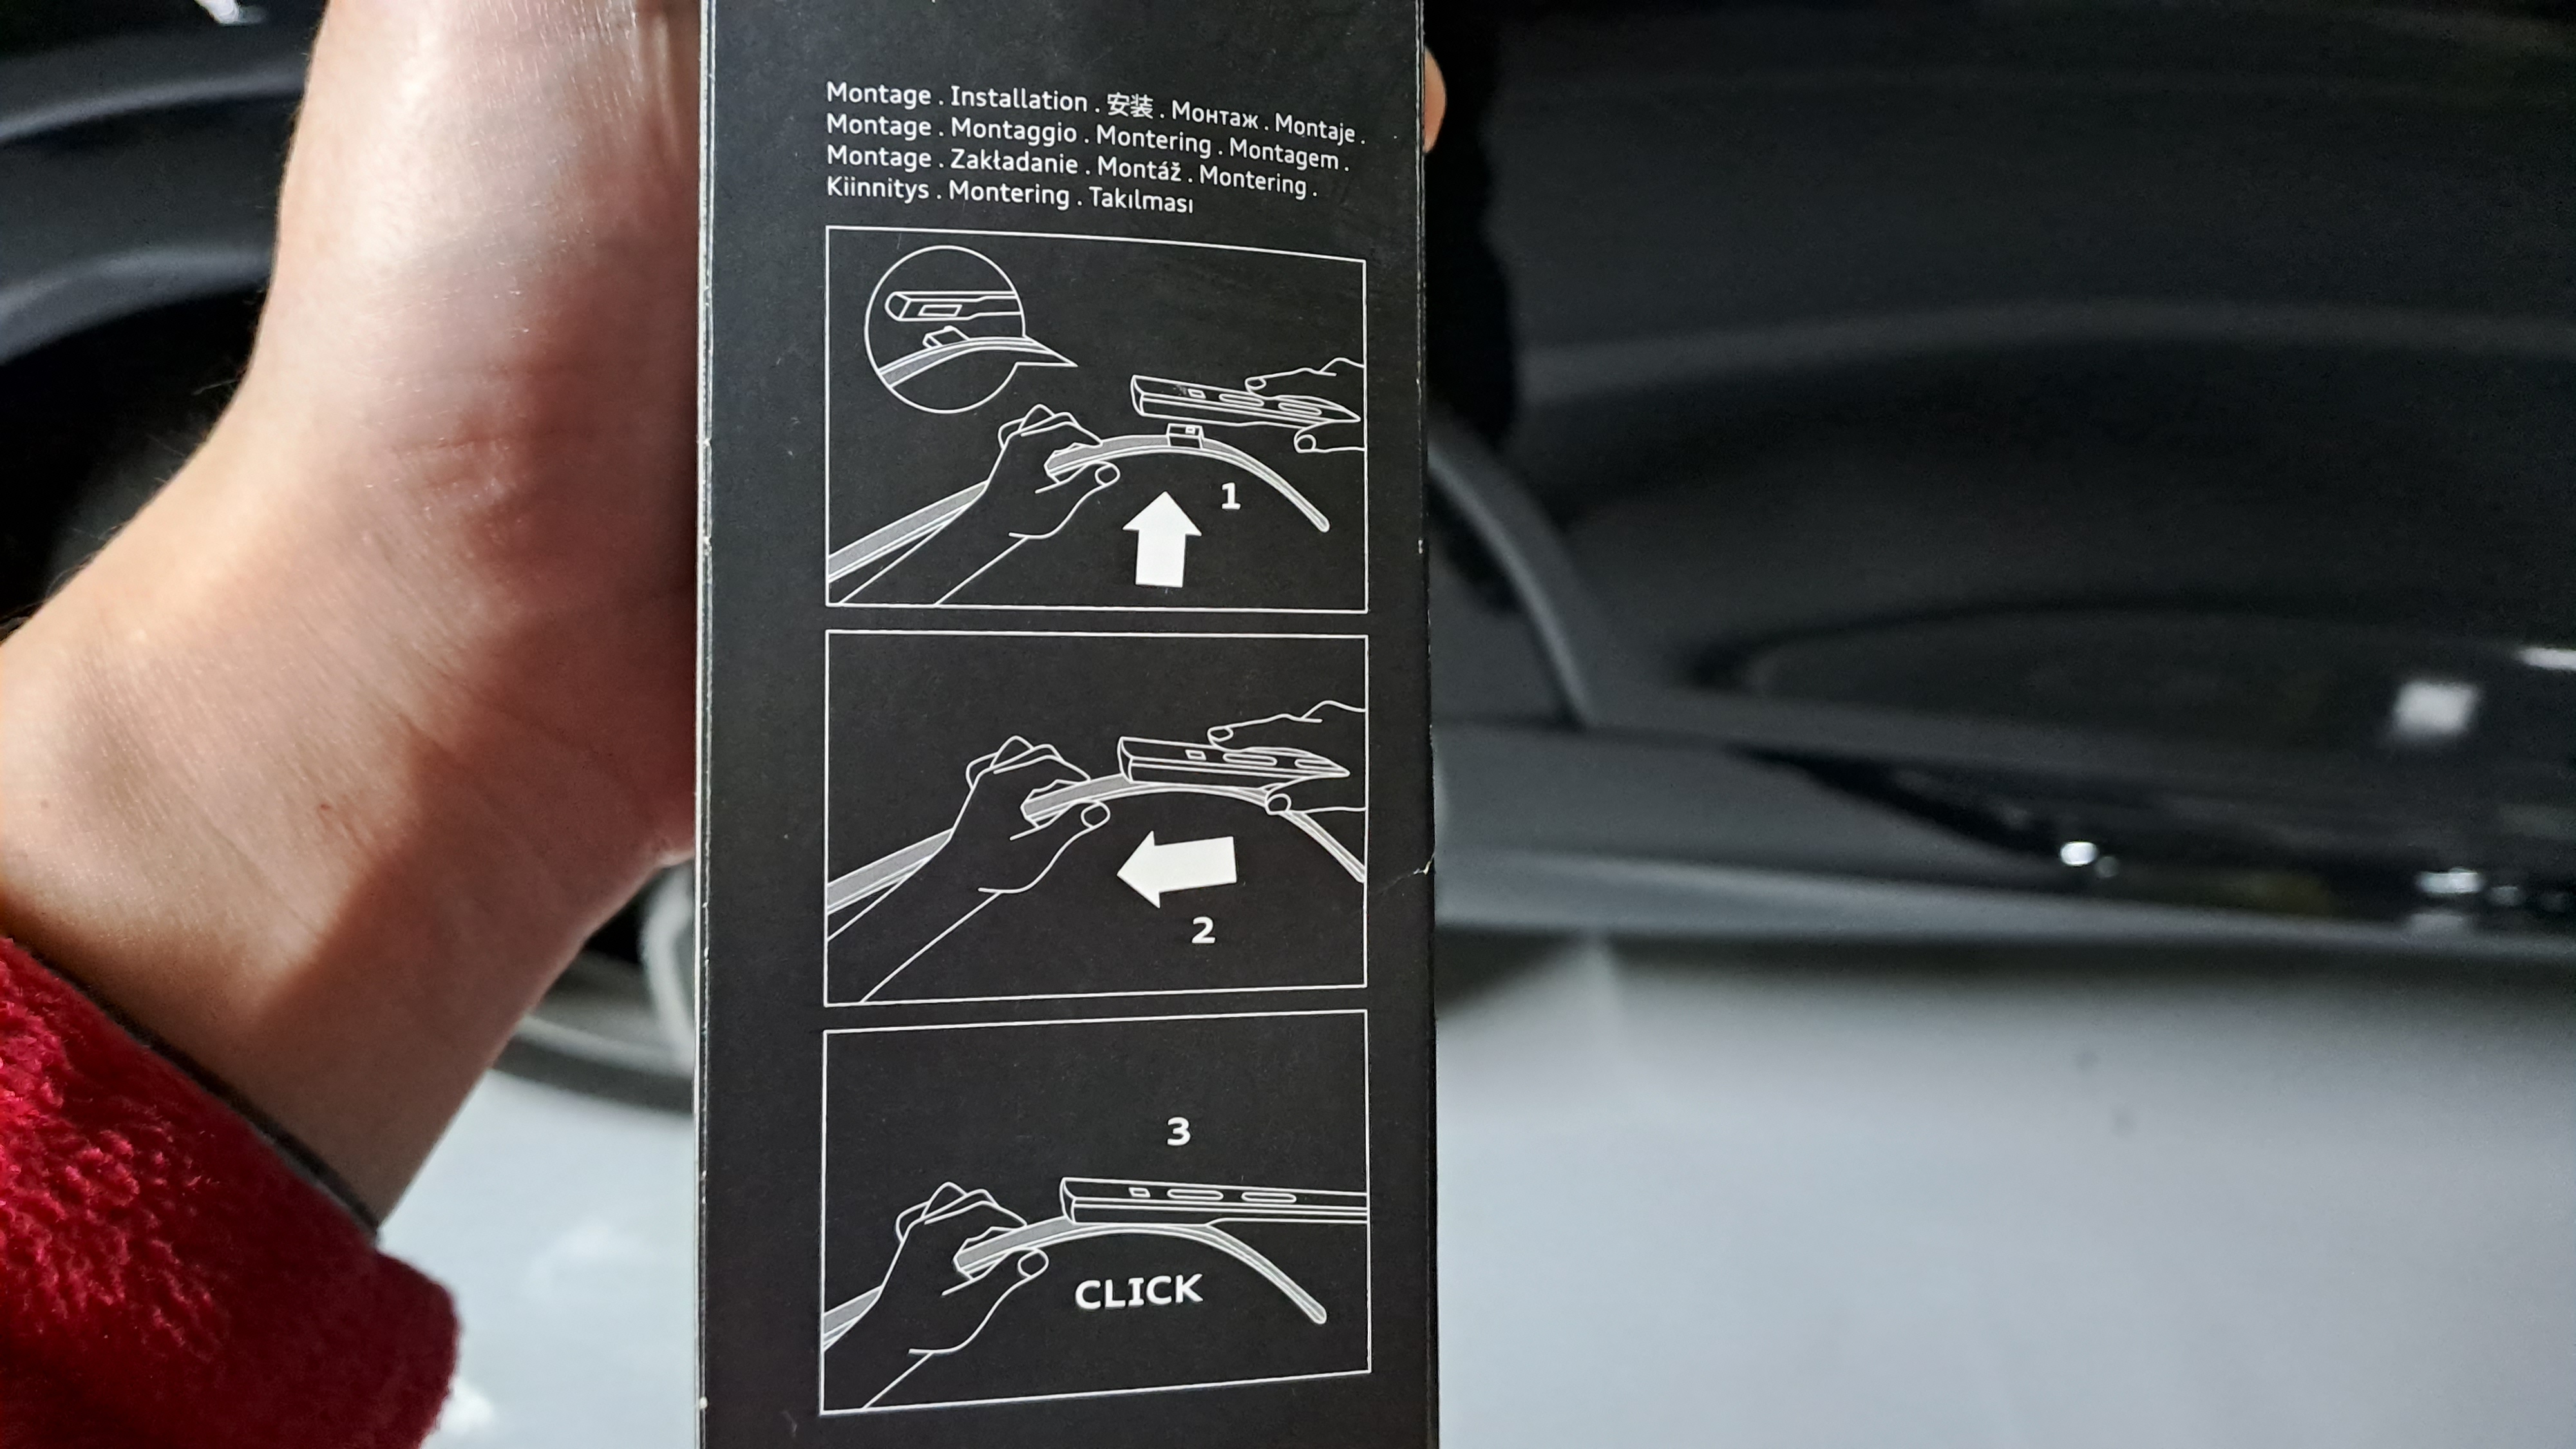 Montage . Installation . 安装 . Монтаж . Montaje .
Montage . Montaggio . Montering . Montagem .
Montage . Zakładanie . Montáž . Montering .
Kiinnitys . Montering . Takılması
1
2
3
CLICK